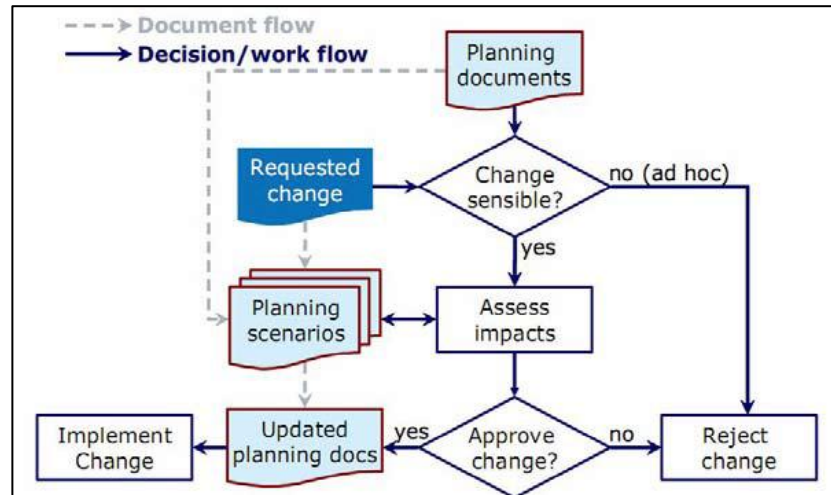 Document flow
Decision/work flow
Planning
documents
Requested
change
Change
sensible?
no (ad hoc)
yes
Planning
scenarios
Assess
impacts
Implement
Change
Updated
planning docs
yes
Approve
change?
no
Reject
change